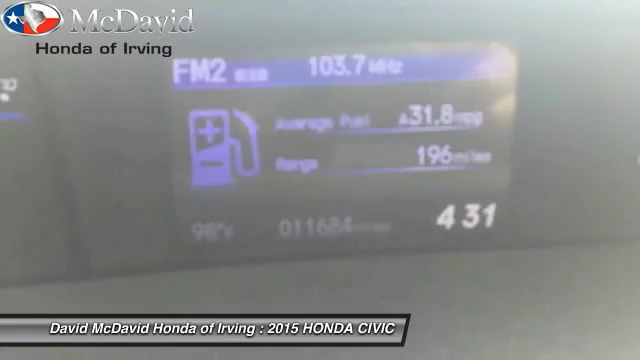 McDavid
Honda of Irving
FM2 103.7 MHz
Average Fuel 31.8 mpg
Range 196 miles
98°F 011684 miles 4 31
David McDavid Honda of Irving : 2015 HONDA CIVIC